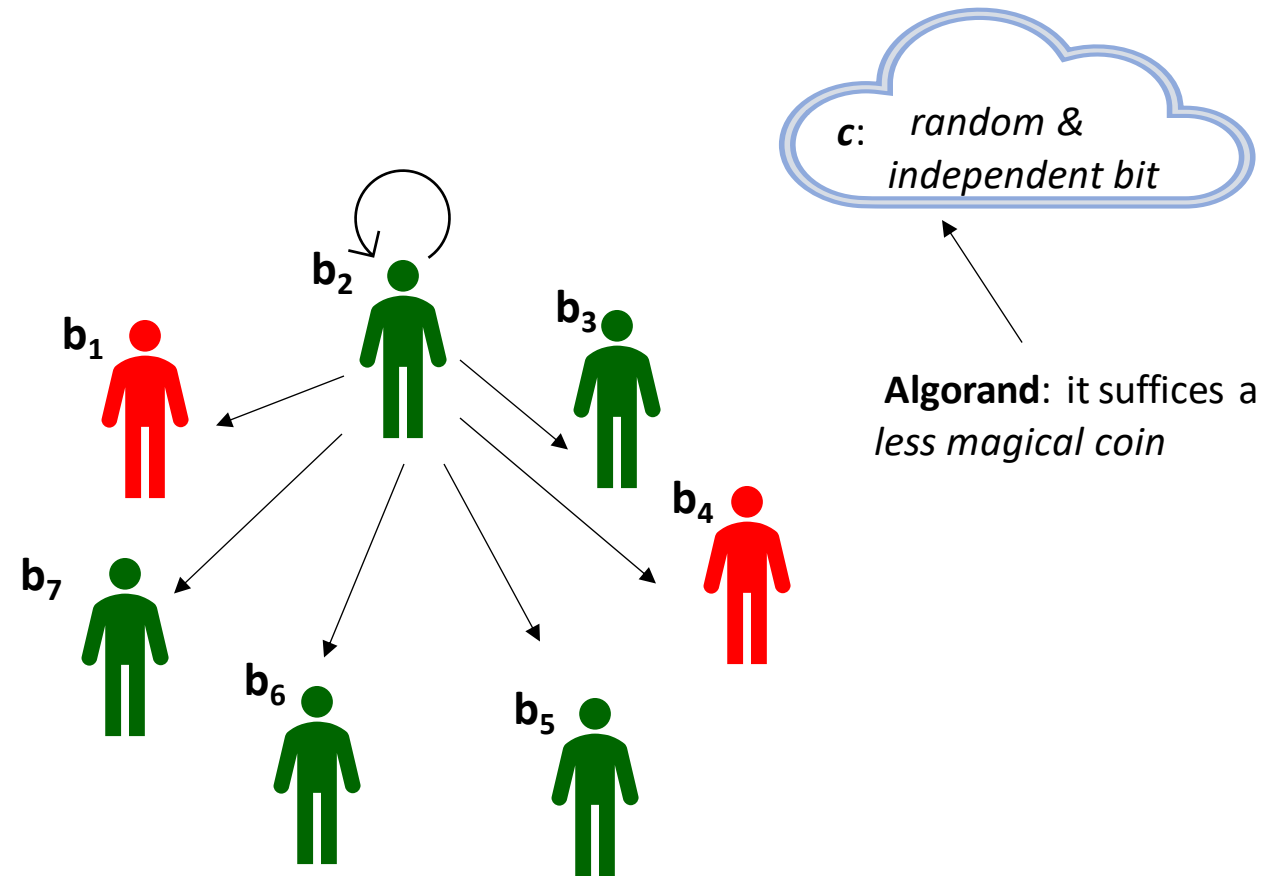 c: random &
independent bit
b₂
b₃
b₁
Algorand: it suffices a
less magical coin
b₄
b₇
b₆
b₅